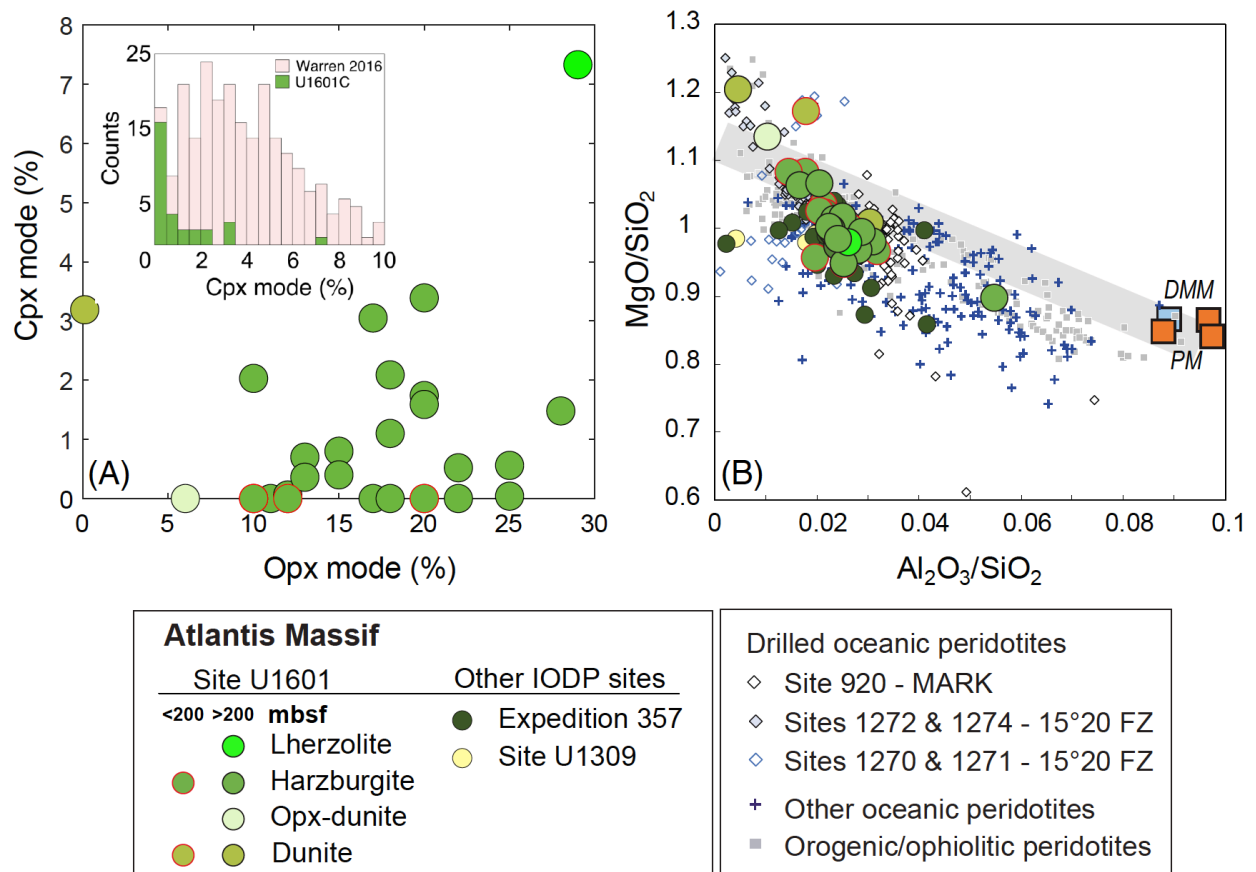 8
7
6
5
4
3
2
1
0
Cpx mode (%)
0
5
10
15
20
25
30
Opx mode (%)
(A)
25
15
5
Counts
0
2
4
6
8
10
Cpx mode (%)
Warren 2016
U1601C
1.3
1.2
1.1
1
0.9
0.8
0.7
0.6
MgO/SiO₂
0
0.02
0.04
0.06
0.08
0.1
Al₂O₃/SiO₂
(B)
DMM
PM
Atlantis Massif
Site U1601
Other IODP sites
<200 >200 mbsf
Lherzolite
Harzburgite
Opx-dunite
Dunite
Expedition 357
Site U1309
Drilled oceanic peridotites
Site 920 - MARK
Sites 1272 & 1274 - 15°20 FZ
Sites 1270 & 1271 - 15°20 FZ
Other oceanic peridotites
Orogenic/ophiolitic peridotites